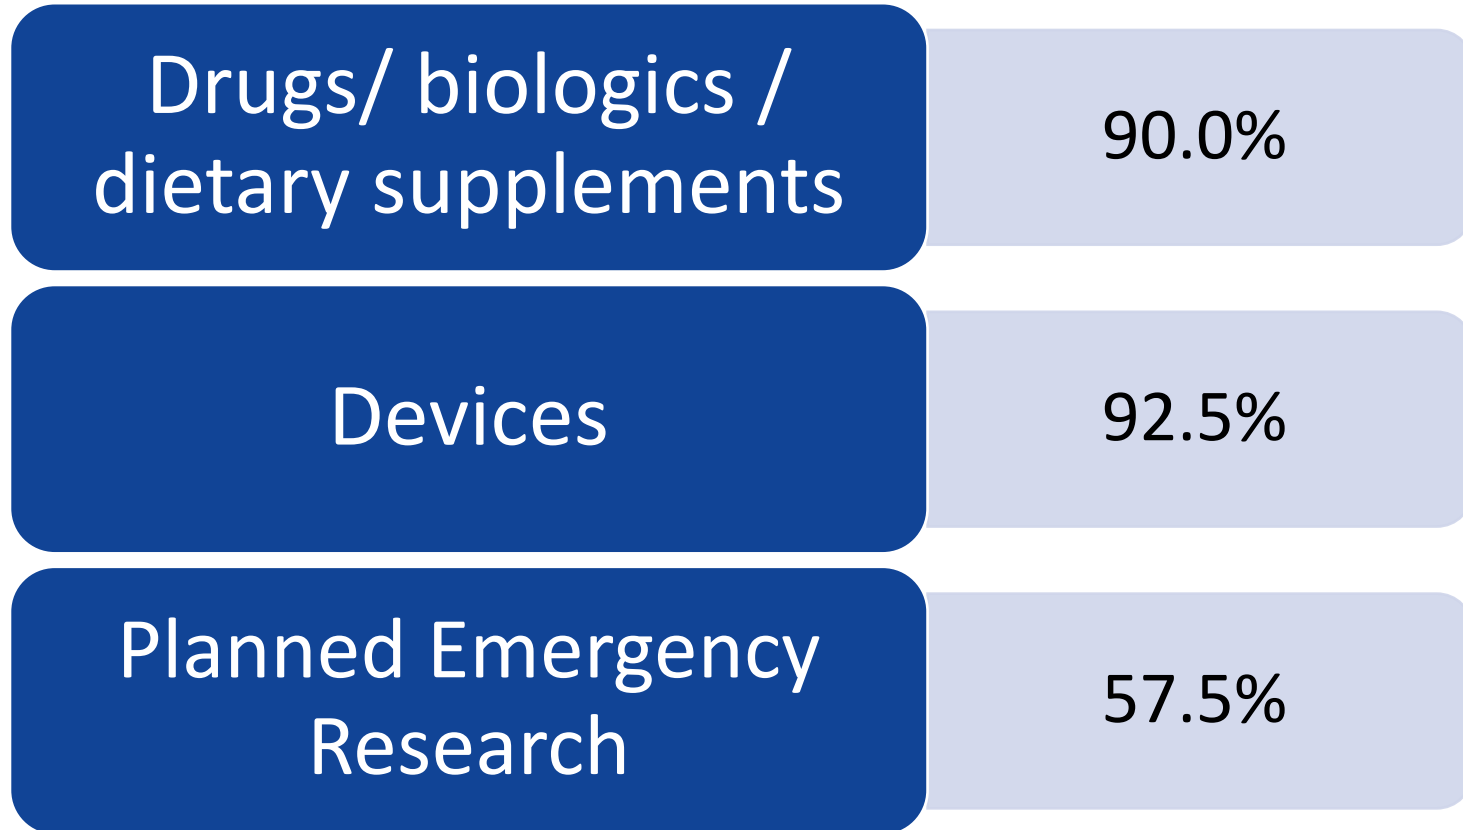 Drugs/ biologics /
dietary supplements
90.0%
Devices
92.5%
Planned Emergency
Research
57.5%